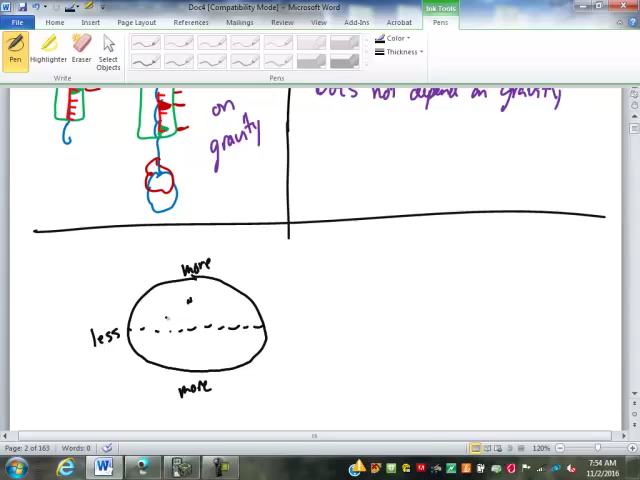 Doc4 [Compatibility Mode] - Microsoft Word
Ink Tools
File
Home
Insert
Page Layout
References
Mailings
Review
View
Add-Ins
Acrobat
Pens
Pen
Highlighter
Eraser
Select Objects
Color
Thickness
Write
Pens
on
gravity
Does not depend on gravity
more
less
more
Page: 2 of 163
Words: 0
120%
7:54 AM
11/2/2016